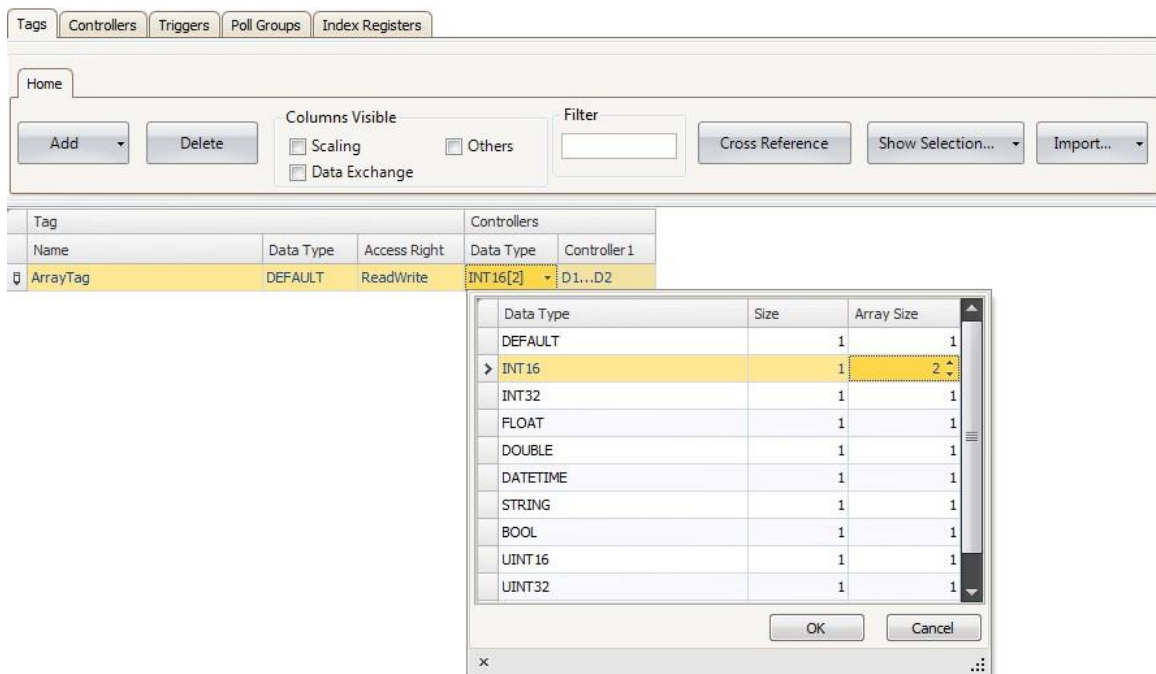 Tags Controllers Triggers Poll Groups Index Registers
Home
Add Delete Columns Visible Scaling Others Data Exchange Filter Cross Reference Show Selection... Import...
Tag Controllers
Name Data Type Access Right Data Type Controller1
ArrayTag DEFAULT ReadWrite INT16[2] D1...D2
Data Type Size Array Size
DEFAULT 1 1
INT16 1 2
INT32 1 1
FLOAT 1 1
DOUBLE 1 1
DATETIME 1 1
STRING 1 1
BOOL 1 1
UINT16 1 1
UINT32 1 1
OK Cancel